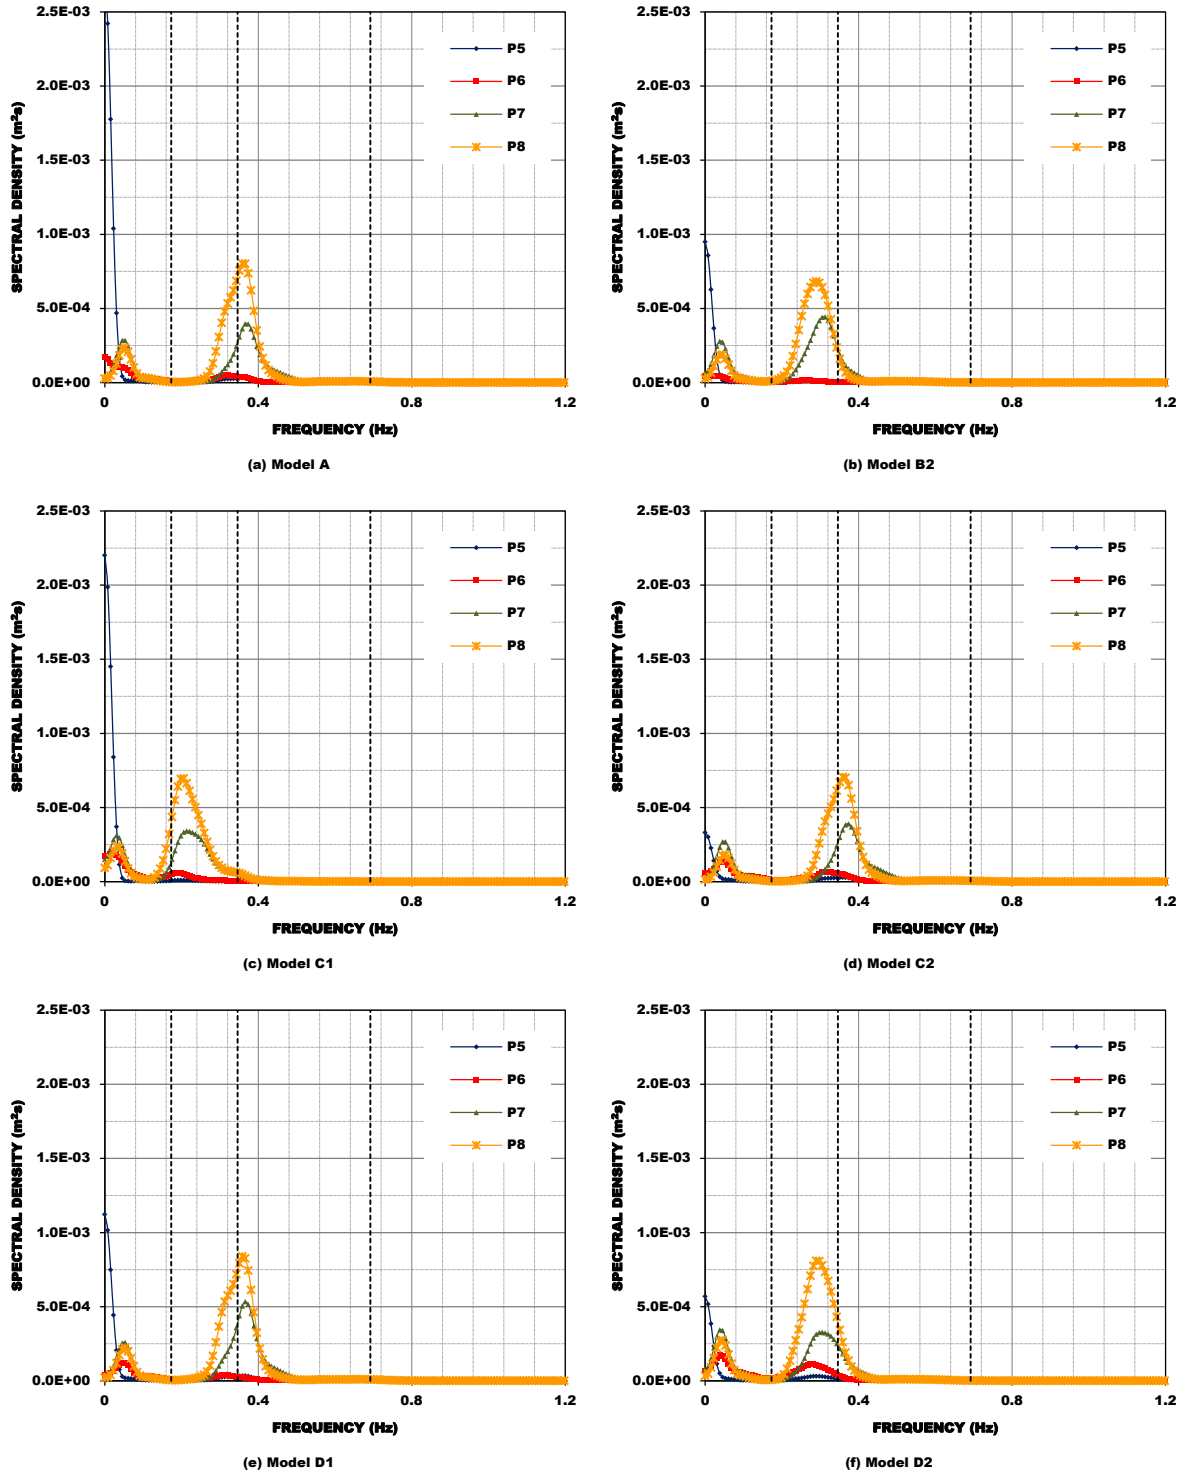 2.5E-03
2.0E-03
1.5E-03
1.0E-03
5.0E-04
0.0E+00
SPECTRAL DENSITY (m²s)
P5
P6
P7
P8
0 0.4 0.8 1.2
FREQUENCY (Hz)
(a) Model A
2.5E-03
2.0E-03
1.5E-03
1.0E-03
5.0E-04
0.0E+00
SPECTRAL DENSITY (m²s)
P5
P6
P7
P8
0 0.4 0.8 1.2
FREQUENCY (Hz)
(b) Model B2
2.5E-03
2.0E-03
1.5E-03
1.0E-03
5.0E-04
0.0E+00
SPECTRAL DENSITY (m²s)
P5
P6
P7
P8
0 0.4 0.8 1.2
FREQUENCY (Hz)
(c) Model C1
2.5E-03
2.0E-03
1.5E-03
1.0E-03
5.0E-04
0.0E+00
SPECTRAL DENSITY (m²s)
P5
P6
P7
P8
0 0.4 0.8 1.2
FREQUENCY (Hz)
(d) Model C2
2.5E-03
2.0E-03
1.5E-03
1.0E-03
5.0E-04
0.0E+00
SPECTRAL DENSITY (m²s)
P5
P6
P7
P8
0 0.4 0.8 1.2
FREQUENCY (Hz)
(e) Model D1
2.5E-03
2.0E-03
1.5E-03
1.0E-03
5.0E-04
0.0E+00
SPECTRAL DENSITY (m²s)
P5
P6
P7
P8
0 0.4 0.8 1.2
FREQUENCY (Hz)
(f) Model D2